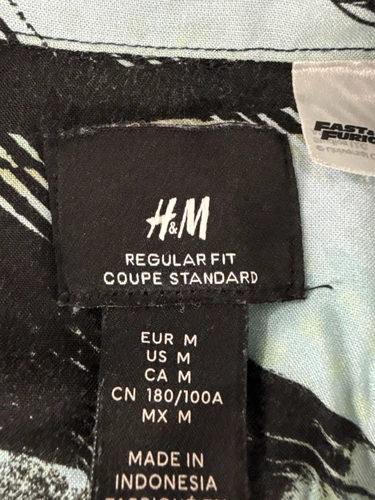 H&M
REGULAR FIT
COUPE STANDARD
EUR M
US M
CA M
CN 180/100A
MX M
MADE IN
INDONESIA
FAST &
FURIO